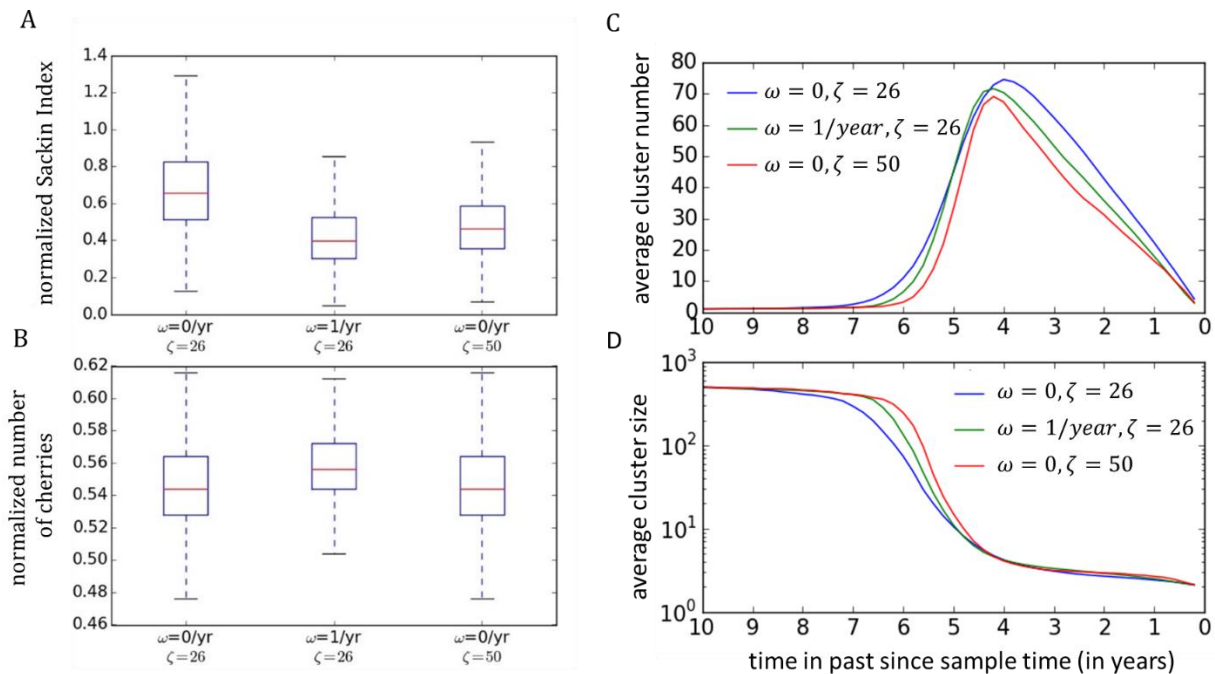 A
normalized Sackin Index
1.4
1.2
1.0
0.8
0.6
0.4
0.2
0.0
ω=0/yr ω=1/yr ω=0/yr
ζ=26 ζ=26 ζ=50
B
normalized number
of cherries
0.62
0.60
0.58
0.56
0.54
0.52
0.50
0.48
0.46
ω=0/yr ω=1/yr ω=0/yr
ζ=26 ζ=26 ζ=50
C
average cluster number
80
70
60
50
40
30
20
10
0
ω = 0, ζ = 26
ω = 1/year, ζ = 26
ω = 0, ζ = 50
10 9 8 7 6 5 4 3 2 1 0
D
average cluster size
10³
10²
10¹
10⁰
ω = 0, ζ = 26
ω = 1/year, ζ = 26
ω = 0, ζ = 50
10 9 8 7 6 5 4 3 2 1 0
time in past since sample time (in years)